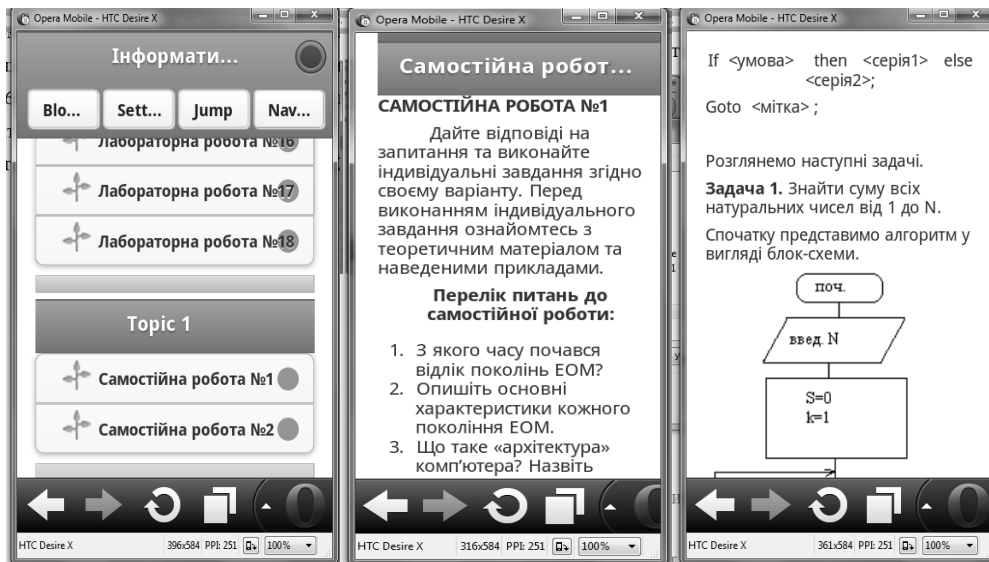 Opera Mobile - HTC Desire X
Інформати...
Blo...
Sett...
Jump
Nav...
Лабораторна робота №16
Лабораторна робота №17
Лабораторна робота №18
Topic 1
Самостійна робота №1
Самостійна робота №2
HTC Desire X
396x584 PPI: 251
100%
Opera Mobile - HTC Desire X
Самостійна робот...
САМОСТІЙНА РОБОТА №1
Дайте відповіді на
запитання та виконайте
індивідуальні завдання згідно
своєму варіанту. Перед
виконанням індивідуального
завдання ознайомтесь з
теоретичним матеріалом та
наведеними прикладами.
Перелік питань до
самостійної роботи:
1. З якого часу почався
відлік поколінь ЕОМ?
2. Опишіть основні
характеристики кожного
покоління ЕОМ.
3. Що таке «архітектура»
комп'ютера? Назвіть
HTC Desire X
316x584 PPI: 251
100%
Opera Mobile - HTC Desire X
If <умова> then <серія1> else
<серія2>;
Goto <мітка> ;
Розглянемо наступні задачі.
Задача 1. Знайти суму всіх
натуральних чисел від 1 до N.
Спочатку представимо алгоритм у
вигляді блок-схеми.
поч.
введ. N
S=0
k=1
HTC Desire X
361x584 PPI: 251
100%